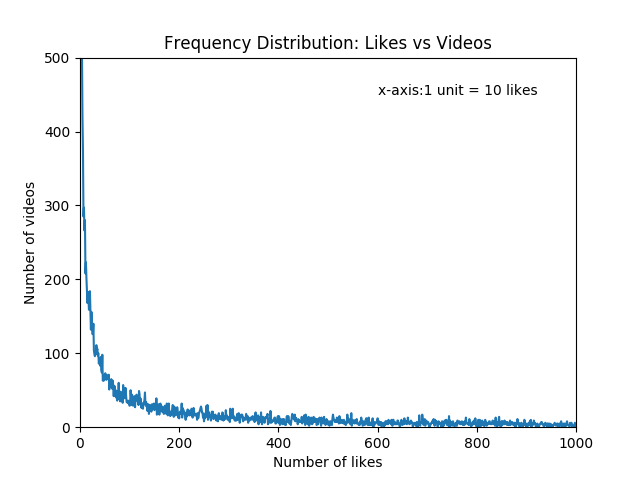 Frequency Distribution: Likes vs Videos
x-axis:1 unit = 10 likes
Number of videos
500
400
300
200
100
0
0 200 400 600 800 1000
Number of likes